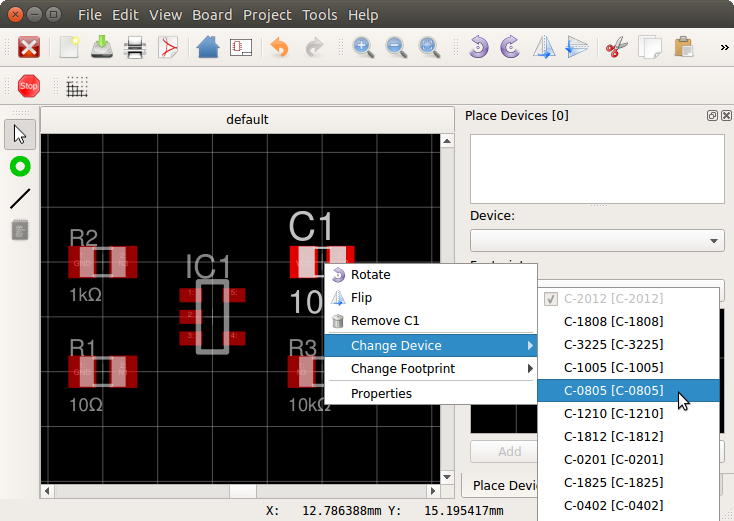 File Edit View Board Project Tools Help
»
Stop
default
Place Devices [0]
Device:
R2
1kΩ
IC1
C1
10
R1
10Ω
R3
10kΩ
Rotate
Flip
Remove C1
Change Device
Change Footprint
Properties
C-2012 [C-2012]
C-1808 [C-1808]
C-3225 [C-3225]
C-1005 [C-1005]
C-0805 [C-0805]
C-1210 [C-1210]
C-1812 [C-1812]
C-0201 [C-0201]
C-1825 [C-1825]
C-0402 [C-0402]
Add
Place Devi
X: 12.786388mm Y: 15.195417mm